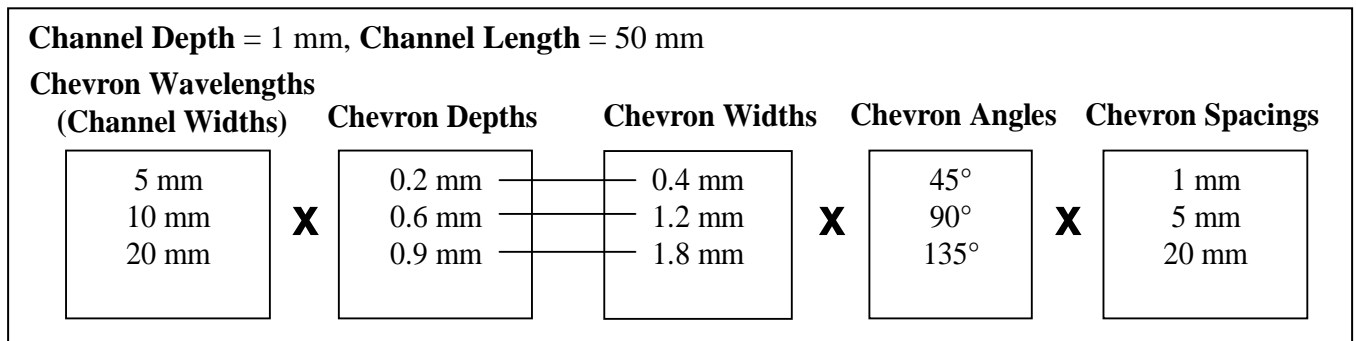 Channel Depth = 1 mm, Channel Length = 50 mm
Chevron Wavelengths
(Channel Widths) Chevron Depths Chevron Widths Chevron Angles Chevron Spacings
5 mm 0.2 mm 0.4 mm 45° 1 mm
10 mm X 0.6 mm 1.2 mm X 90° X 5 mm
20 mm 0.9 mm 1.8 mm 135° 20 mm